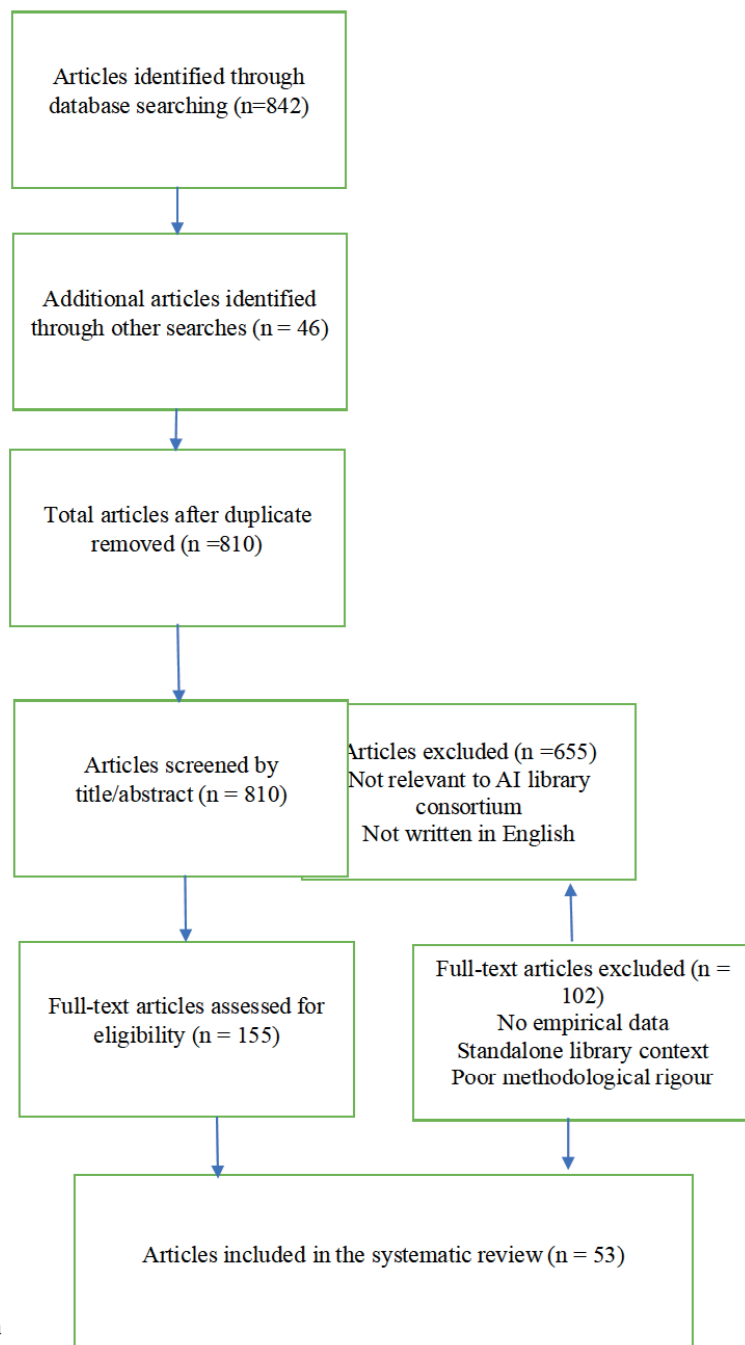 Articles identified through
database searching (n=842)
Additional articles identified
through other searches (n = 46)
Total articles after duplicate
removed (n =810)
Articles screened by
title/abstract (n = 810)
Articles excluded (n =655)
Not relevant to AI library
consortium
Not written in English
Full-text articles assessed for
eligibility (n = 155)
Full-text articles excluded (n =
102)
No empirical data
Standalone library context
Poor methodological rigour
Articles included in the systematic review (n = 53)